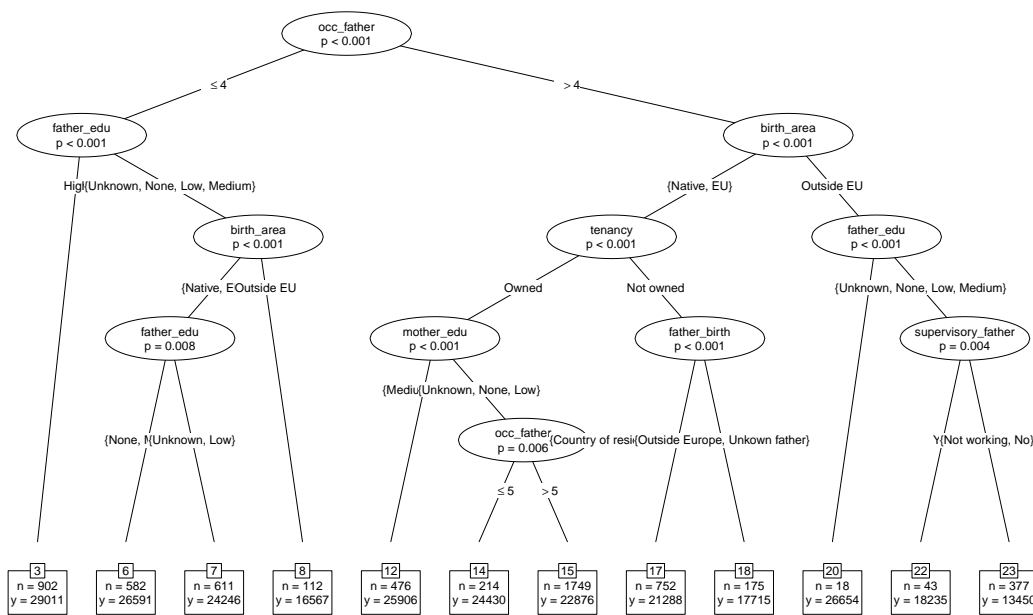 occ_father
p < 0.001
≤ 4
> 4
father_edu
p < 0.001
birth_area
p < 0.001
{Unknown, None, Low, Medium}
{Native, EU}
Outside EU
birth_area
p < 0.001
tenancy
p < 0.001
father_edu
p < 0.001
{Native, E
Outside EU
Owned
Not owned
{Unknown, None, Low, Medium}
father_edu
p = 0.008
mother_edu
p < 0.001
father_birth
p < 0.001
supervisory_father
p = 0.004
{Unknown, None, Low}
{None,
{Unknown, Low}
occ_father
p = 0.006
{Country of
{Outside Europe, Unkown father}
{Not working, No}
≤ 5
> 5
3
n = 902
y = 29011
6
n = 582
y = 26591
7
n = 611
y = 24246
8
n = 112
y = 16567
12
n = 476
y = 25906
14
n = 214
y = 24430
15
n = 1749
y = 22876
17
n = 752
y = 21288
18
n = 175
y = 17715
20
n = 18
y = 26654
22
n = 43
y = 18235
23
n = 377
y = 1345